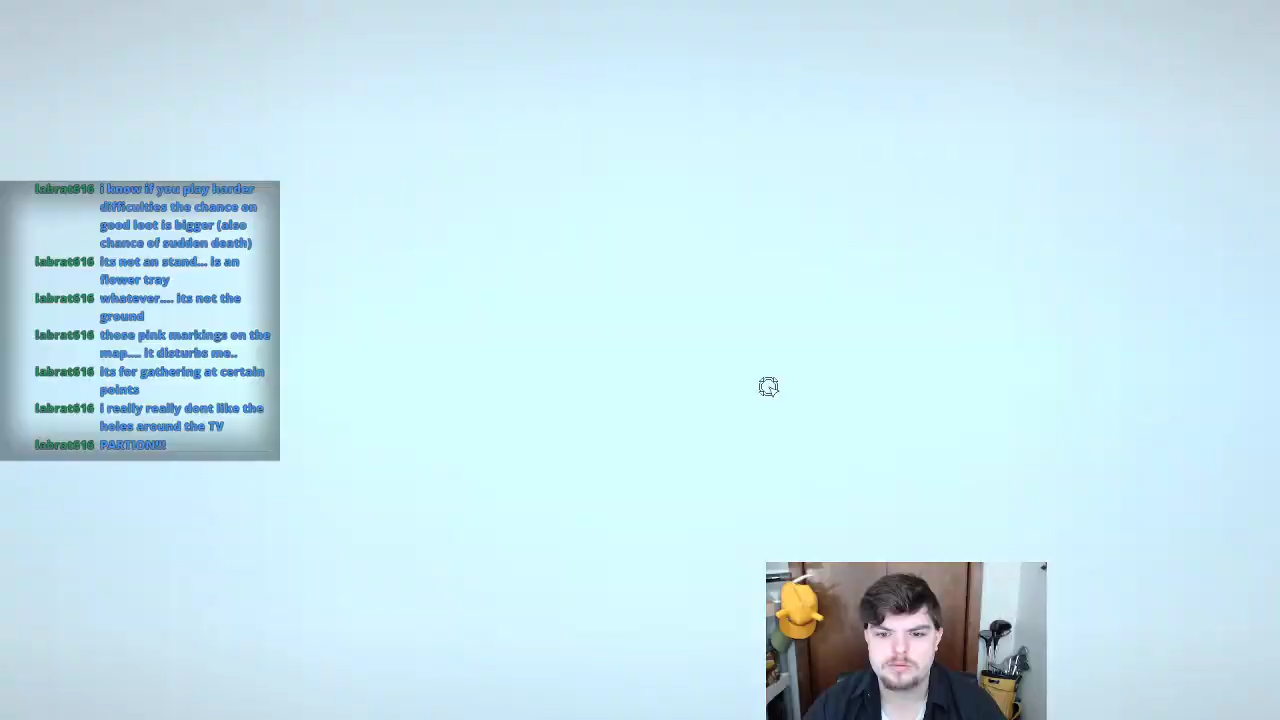 labrat616 i know if you play harder
difficulties the chance on
good loot is bigger (also
chance of sudden death)
labrat616 its not an stand... is an
flower tray
labrat616 whatever.... its not the
ground
labrat616 those pink markings on the
map.... it disturbs me..
labrat616 its for gathering at certain
points
labrat616 i really really dont like the
holes around the TV
labrat616 PARTION!!!